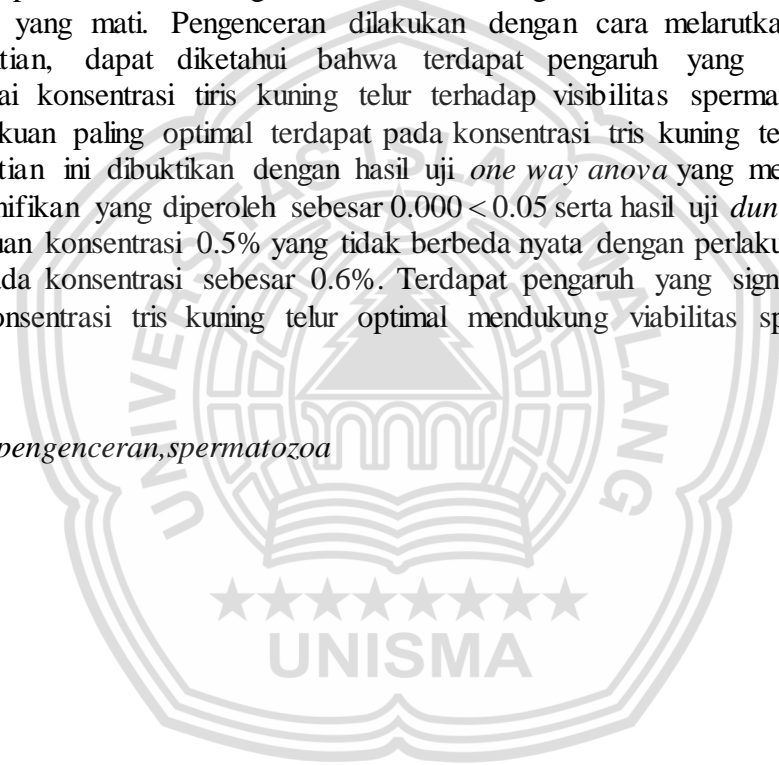 yang mati. Pengenceran dilakukan dengan cara melarutka
tian, dapat diketahui bahwa terdapat pengaruh yang
ai konsentrasi tiris kuning telur terhadap visibilitas sperma
kuan paling optimal terdapat pada konsentrasi tris kuning te
tian ini dibuktikan dengan hasil uji one way anova yang me
nifikan yang diperoleh sebesar 0.000 < 0.05 serta hasil uji dun
uan konsentrasi 0.5% yang tidak berbeda nyata dengan perlaku
da konsentrasi sebesar 0.6%. Terdapat pengaruh yang sign
onsentrasi tris kuning telur optimal mendukung viabilitas sp
pengenceran,spermatozoa
UNIVERSITAS ISLAM MALANG
UNISMA